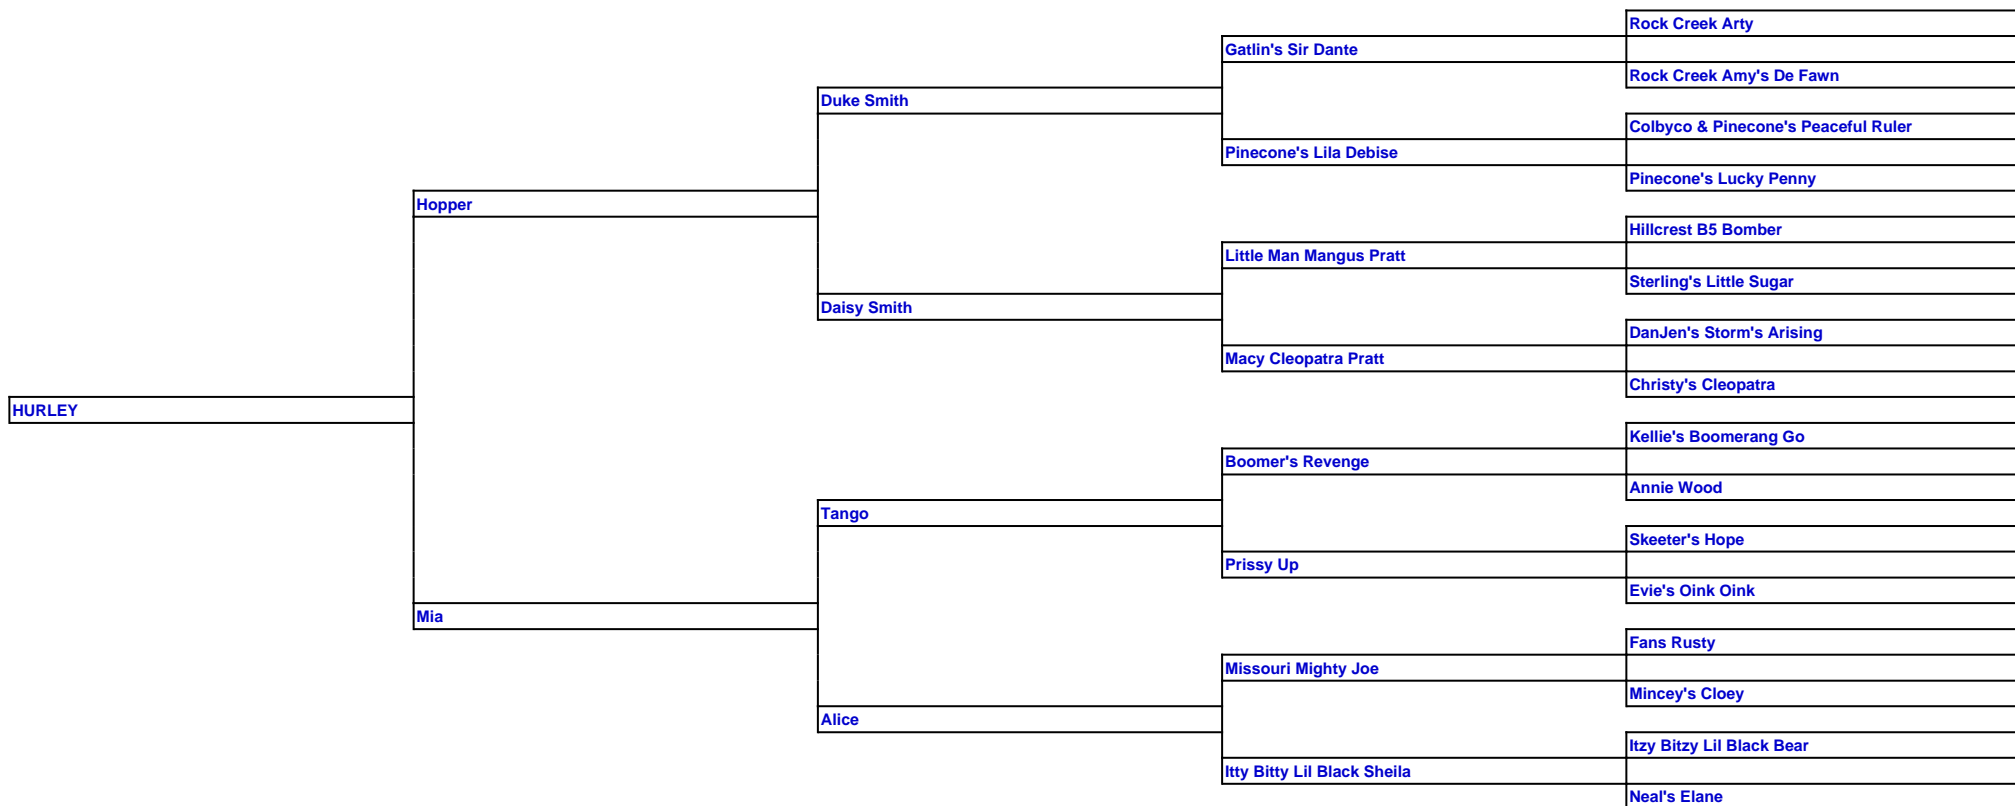 Rock Creek Arty
Gatlin's Sir Dante
Rock Creek Amy's De Fawn
Duke Smith
Colbyco & Pinecone's Peaceful Ruler
Pinecone's Lila Debise
Pinecone's Lucky Penny
Hopper
Hillcrest B5 Bomber
Little Man Mangus Pratt
Sterling's Little Sugar
Daisy Smith
DanJen's Storm's Arising
Macy Cleopatra Pratt
Christy's Cleopatra
HURLEY
Kellie's Boomerang Go
Boomer's Revenge
Annie Wood
Tango
Skeeter's Hope
Prissy Up
Evie's Oink Oink
Mia
Fans Rusty
Missouri Mighty Joe
Mincey's Cloey
Alice
Itzy Bitzy Lil Black Bear
Itty Bitty Lil Black Sheila
Neal's Elane